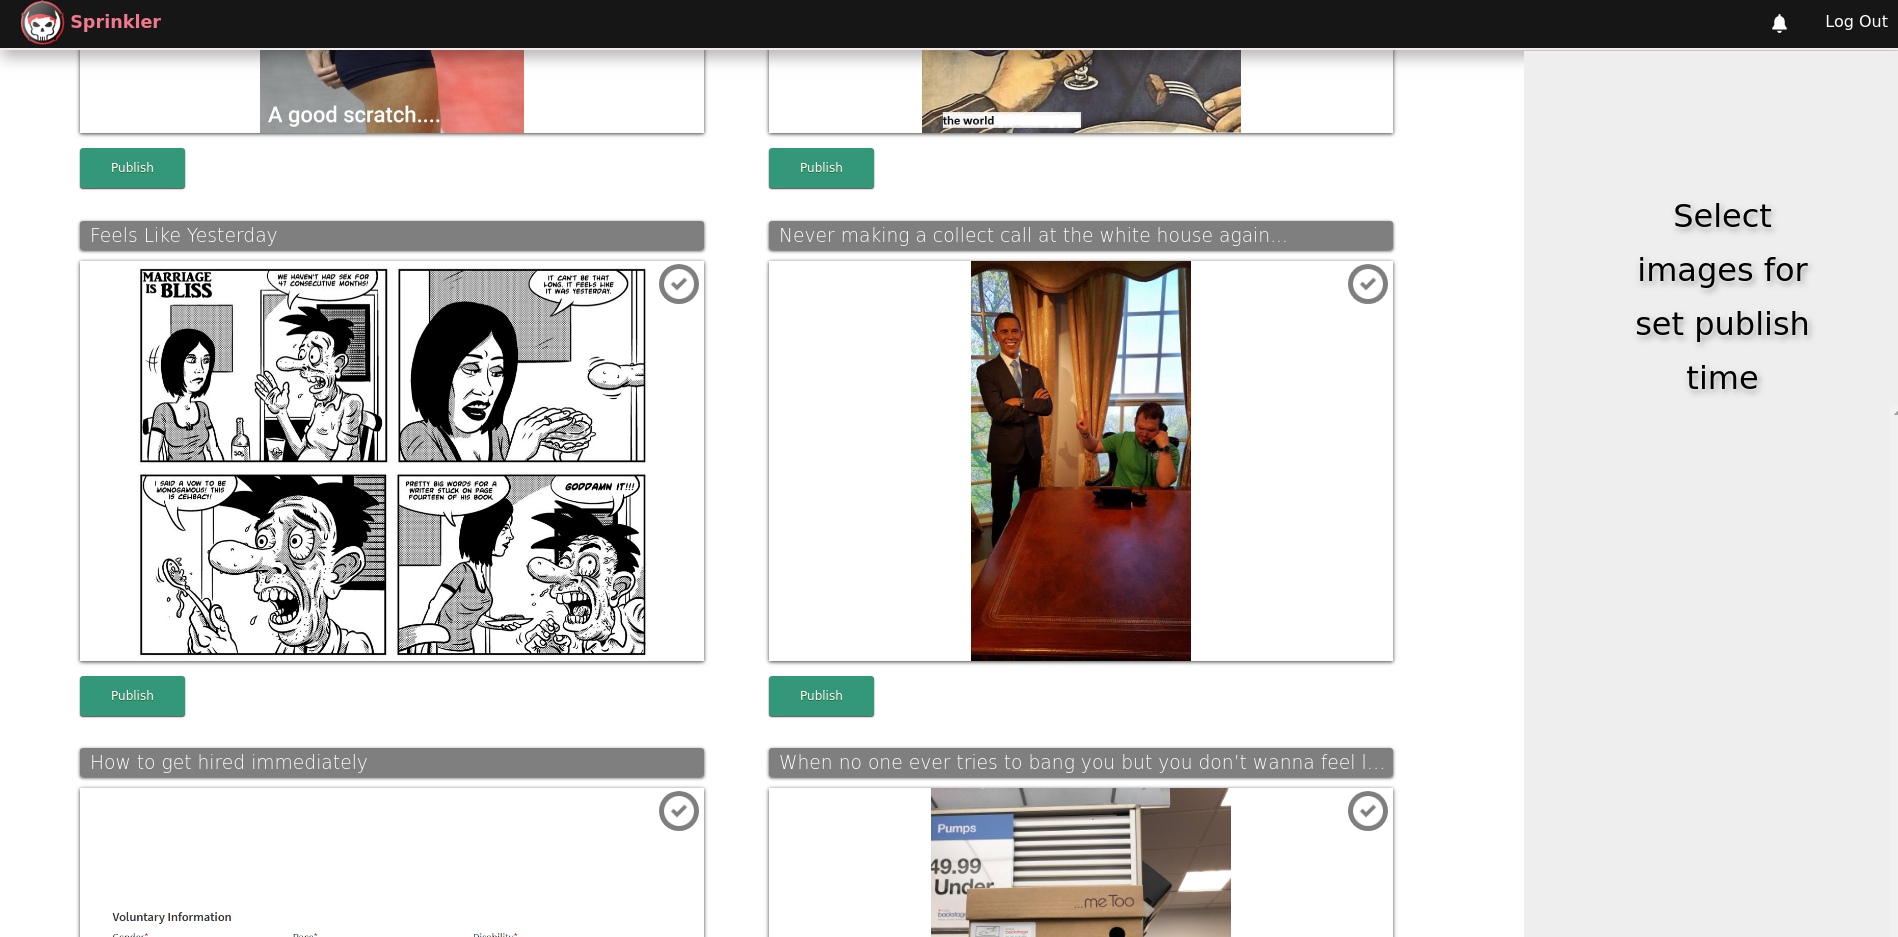 Sprinkler
Log Out
A good scratch....
the world
Publish
Publish
Select
images for
set publish
time
Feels Like Yesterday
Never making a collect call at the white house again...
MARRIAGE
IS BLISS
WE HAVEN'T HAD SEX FOR
47 CONSECUTIVE MONTHS!
IT CAN'T BE THAT
LONG. IT FEELS LIKE
IT WAS YESTERDAY.
I SAID A VOW TO BE
MONOGAMOUS! THIS
IS CELIBACY!
PRETTY BIG WORDS FOR A
WRITER STUCK ON PAGE
FOURTEEN OF HIS BOOK.
GODDAMN IT!!!
Publish
Publish
How to get hired immediately
When no one ever tries to bang you but you don't wanna feel l...
Voluntary Information
Gender*
Race*
Disability*
Pumps
49.99
Under
backstage
...me Too
backstage